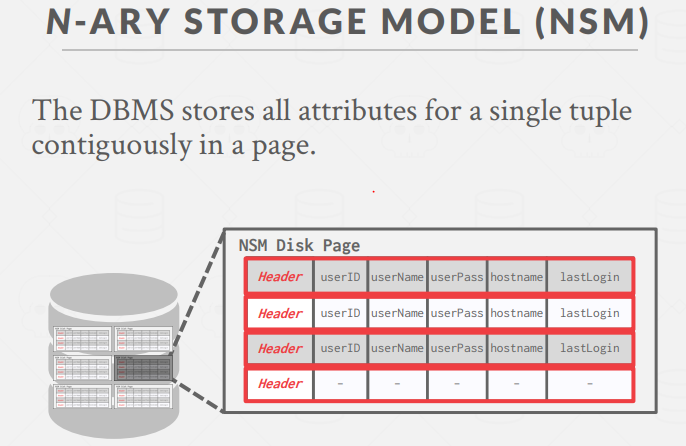 N-ARY STORAGE MODEL (NSM)
The DBMS stores all attributes for a single tuple
contiguously in a page.
NSM Disk Page
Header userID userName userPass hostname lastLogin
Header userID userName userPass hostname lastLogin
Header userID userName userPass hostname lastLogin
Header - - - - -